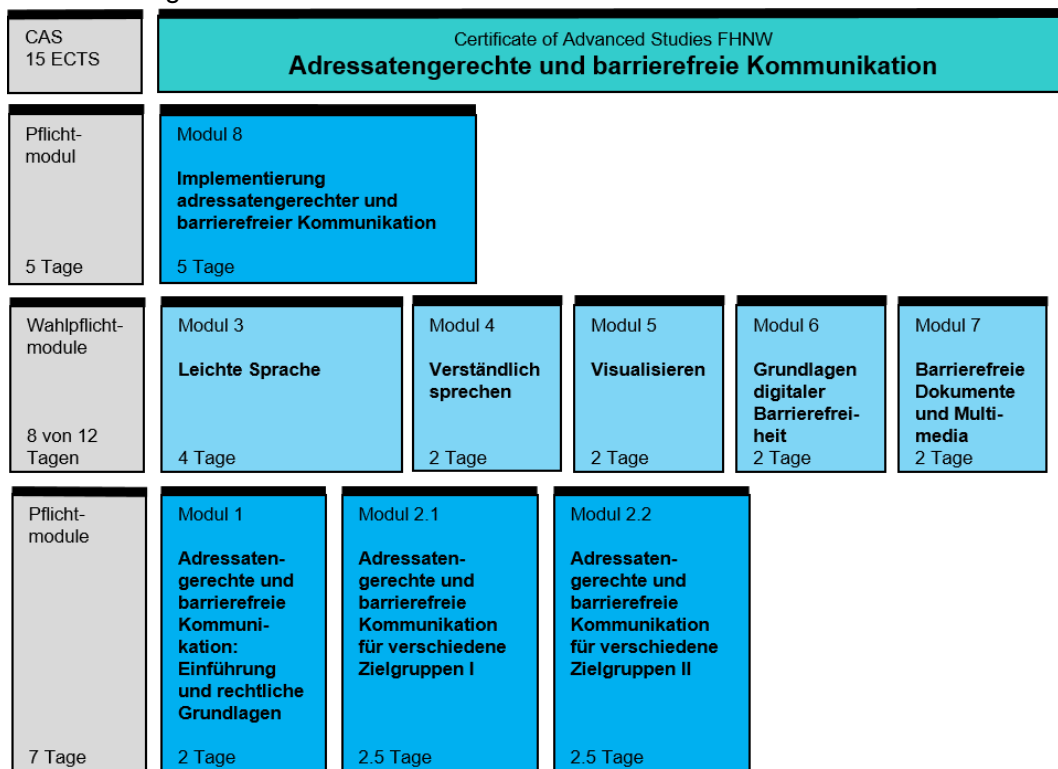 CAS
15 ECTS
Certificate of Advanced Studies FHNW
Adressatengerechte und barrierefreie Kommunikation
Pflicht-
modul
5 Tage
Modul 8
Implementierung
adressatengerechter und
barrierefreier Kommunikation
5 Tage
Wahlpflicht-
module
8 von 12
Tagen
Modul 3
Leichte Sprache
4 Tage
Modul 4
Verständlich
sprechen
2 Tage
Modul 5
Visualisieren
2 Tage
Modul 6
Grundlagen
digitaler
Barrierefrei-
heit
2 Tage
Modul 7
Barrierefreie
Dokumente
und Multi-
media
2 Tage
Pflicht-
module
7 Tage
Modul 1
Adressaten-
gerechte und
barrierefreie
Kommuni-
kation:
Einführung
und rechtliche
Grundlagen
2 Tage
Modul 2.1
Adressaten-
gerechte und
barrierefreie
Kommunikation
für verschiedene
Zielgruppen I
2.5 Tage
Modul 2.2
Adressaten-
gerechte und
barrierefreie
Kommunikation
für verschiedene
Zielgruppen II
2.5 Tage